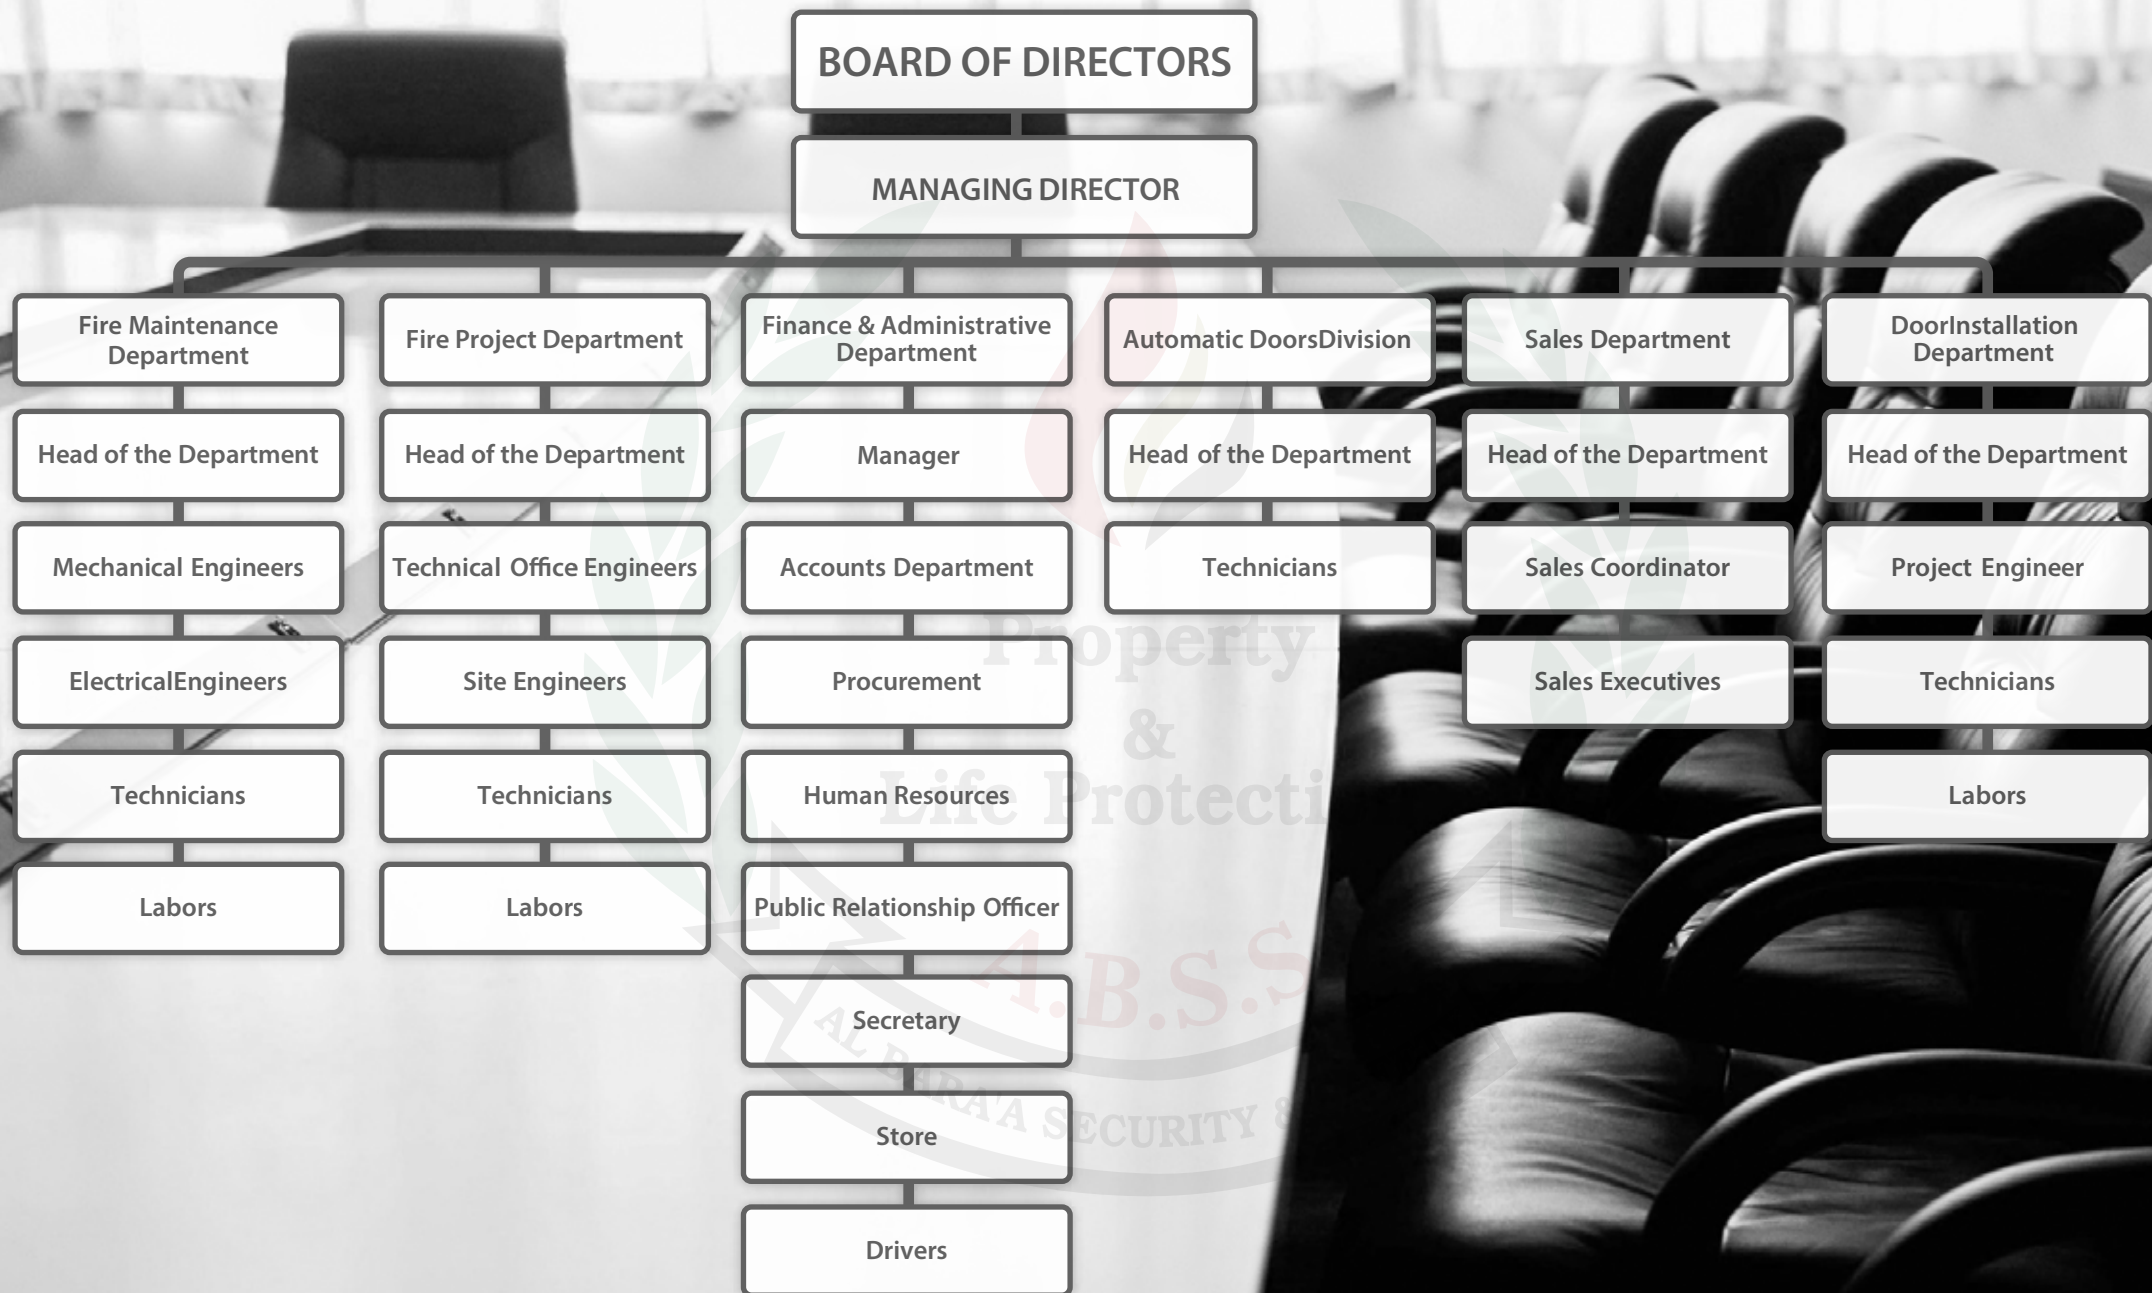 BOARD OF DIRECTORS
MANAGING DIRECTOR
Fire Maintenance
Department
Head of the Department
Mechanical Engineers
ElectricalEngineers
Technicians
Labors
Fire Project Department
Head of the Department
Technical Office Engineers
Site Engineers
Technicians
Labors
Finance & Administrative
Department
Manager
Accounts Department
Procurement
Human Resources
Public Relationship Officer
Secretary
Store
Drivers
Automatic DoorsDivision
Head of the Department
Technicians
Sales Department
Head of the Department
Sales Coordinator
Sales Executives
DoorInstallation
Department
Head of the Department
Project Engineer
Technicians
Labors
Property
&
Life Protecti
A.B.S.S
AL BARA'A SECURITY &